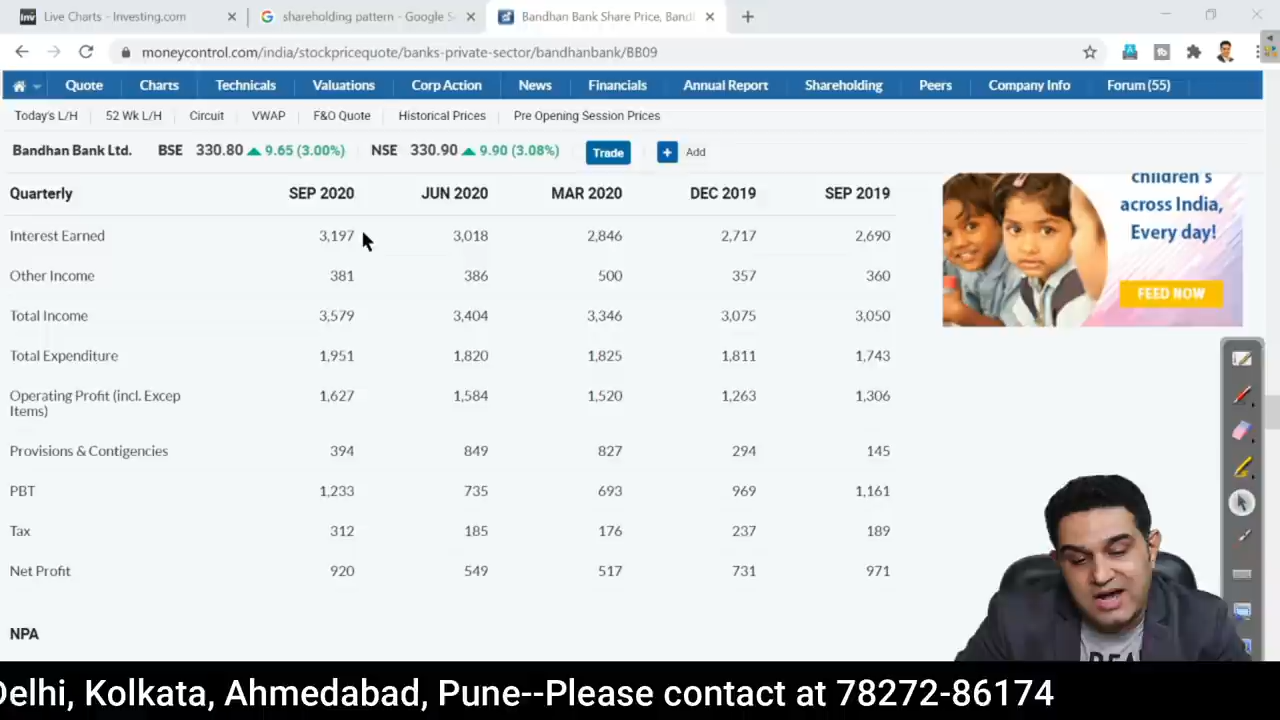 Live Charts - Investing.com
shareholding pattern - Google S
Bandhan Bank Share Price, Band
moneycontrol.com/india/stockpricequote/banks-private-sector/bandhanbank/BB09
Quote Charts Technicals Valuations Corp Action News Financials Annual Report Shareholding Peers Company Info Forum (55)
Today's L/H 52 Wk L/H Circuit VWAP F&O Quote Historical Prices Pre Opening Session Prices
Bandhan Bank Ltd. BSE 330.80 9.65 (3.00%) NSE 330.90 9.90 (3.08%) Trade + Add
Quarterly SEP 2020 JUN 2020 MAR 2020 DEC 2019 SEP 2019
Interest Earned 3,197 3,018 2,846 2,717 2,690
Other Income 381 386 500 357 360
Total Income 3,579 3,404 3,346 3,075 3,050
Total Expenditure 1,951 1,820 1,825 1,811 1,743
Operating Profit (incl. Excep
Items) 1,627 1,584 1,520 1,263 1,306
Provisions & Contigencies 394 849 827 294 145
PBT 1,233 735 693 969 1,161
Tax 312 185 176 237 189
Net Profit 920 549 517 731 971
NPA
children's
across India,
Every day!
FEED NOW
Delhi, Kolkata, Ahmedabad, Pune--Please contact at 78272-86174